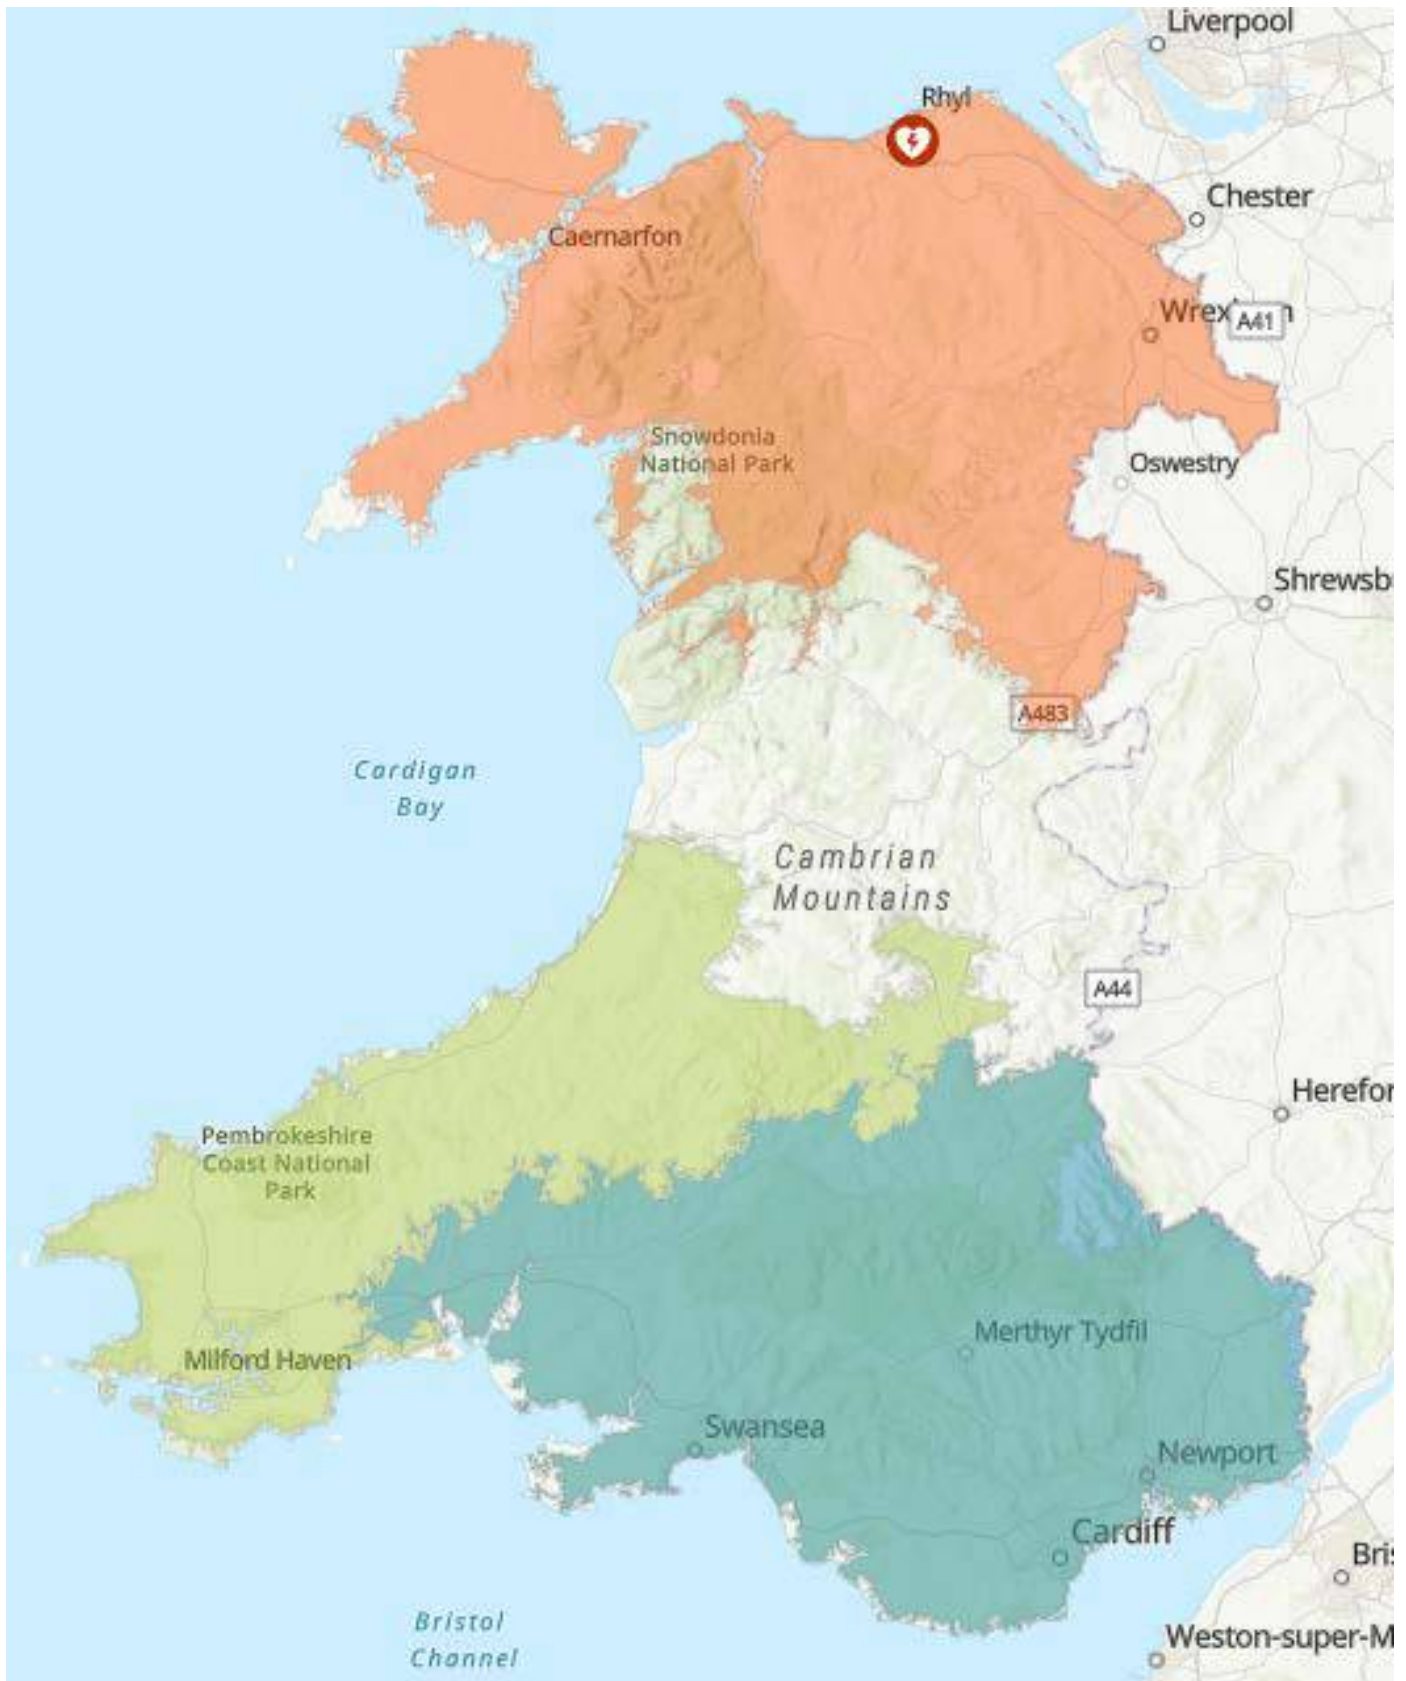 Liverpool
Rhyl
Chester
Caernarfon
A41
Snowdonia
National Park
Oswestry
Shrewsb
A483
Cardigan
Bay
Cambrian
Mountains
A44
Herefor
Pembrokeshire
Coast National
Park
Merthyr Tydfil
Milford Haven
Swansea
Newport
Cardiff
Bris
Bristol
Channel
Weston-super-M